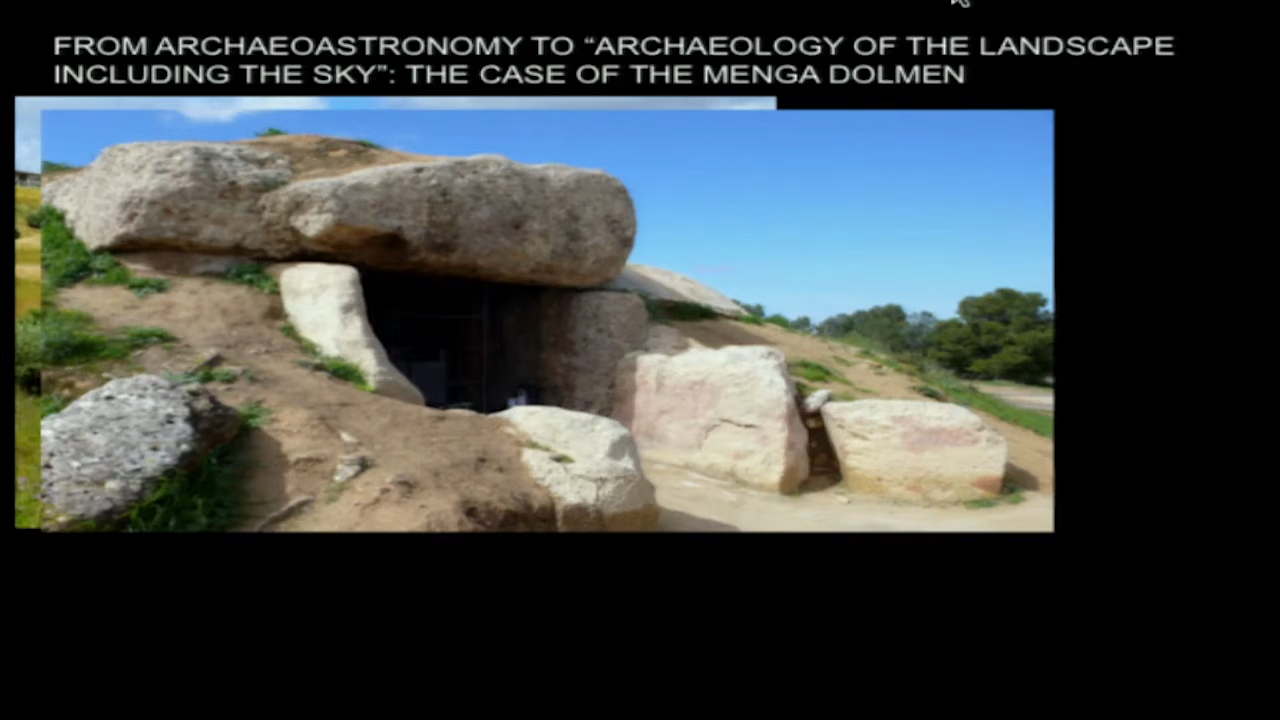 FROM ARCHAEOASTRONOMY TO “ARCHAEOLOGY OF THE LANDSCAPE
INCLUDING THE SKY”: THE CASE OF THE MENGA DOLMEN